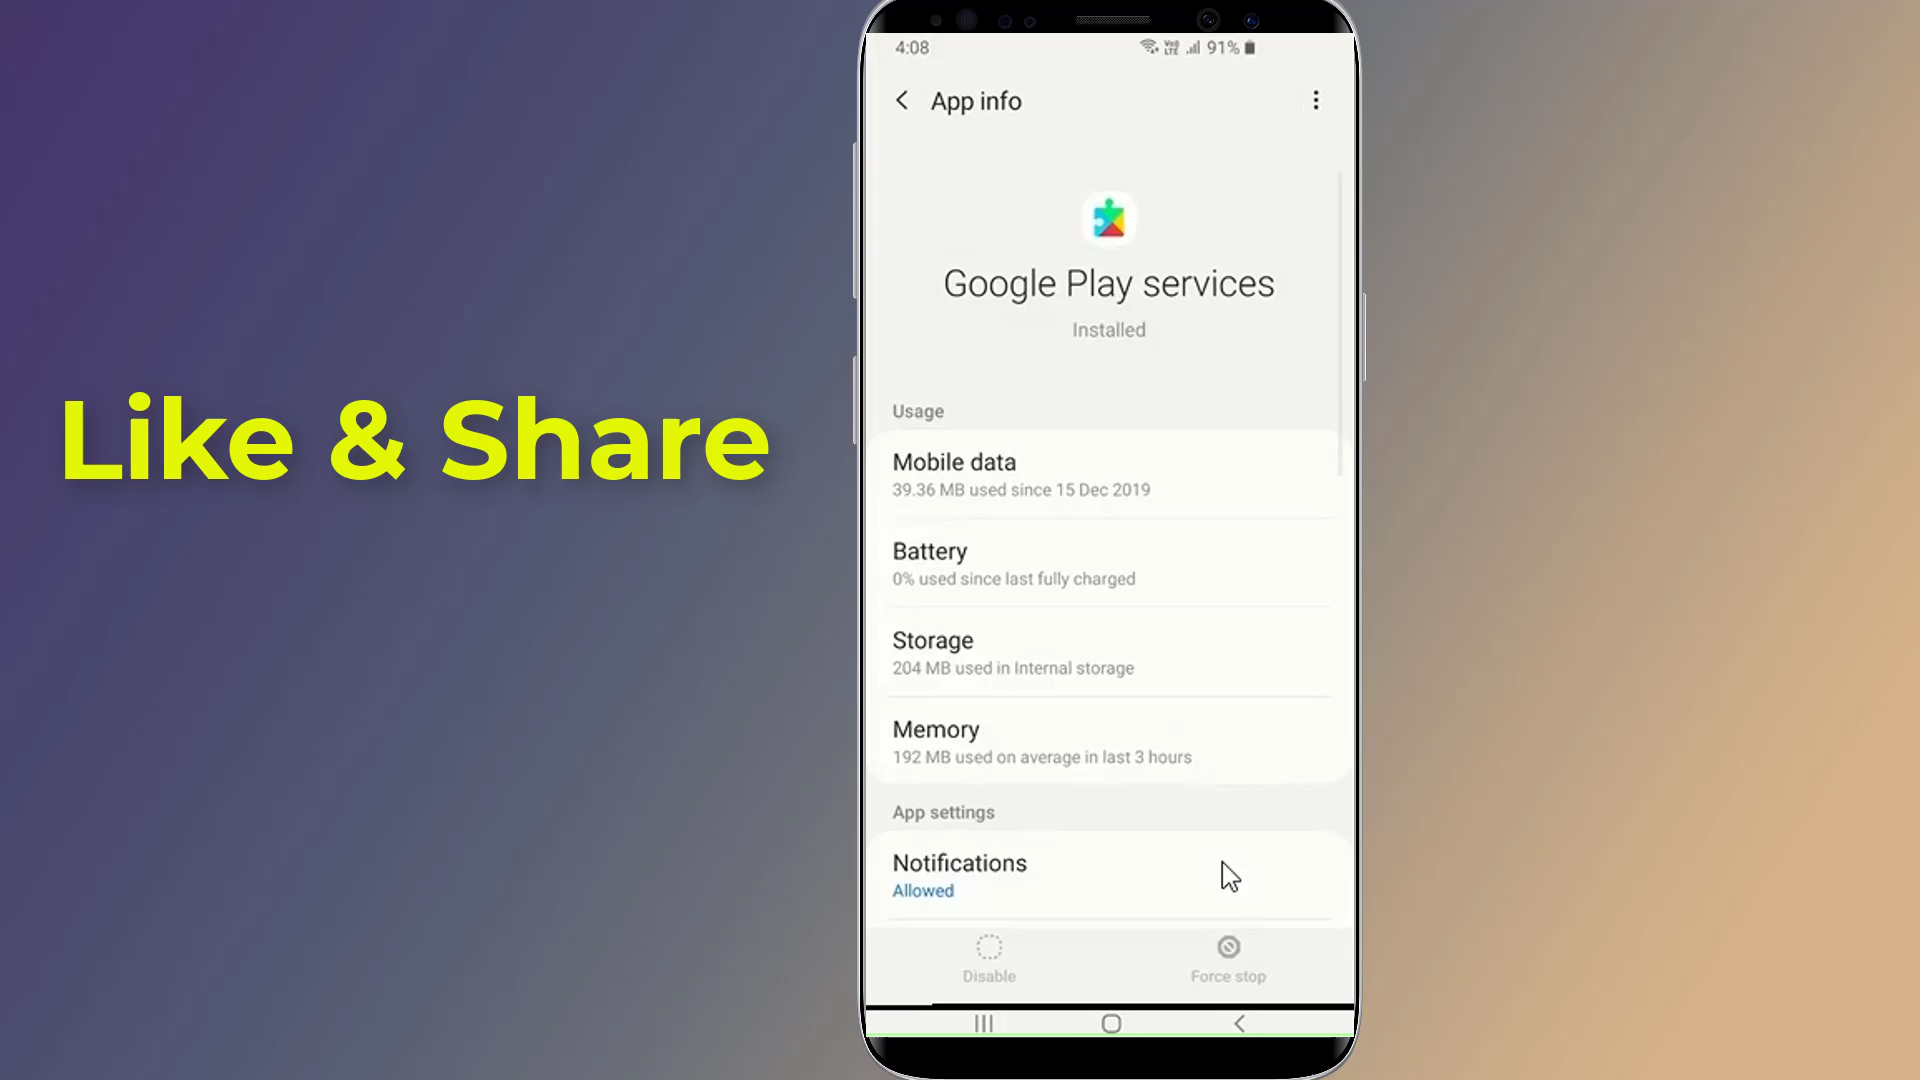 Like & Share
4:08
91%
App info
Google Play services
Installed
Usage
Mobile data
39.36 MB used since 15 Dec 2019
Battery
0% used since last fully charged
Storage
204 MB used in Internal storage
Memory
192 MB used on average in last 3 hours
App settings
Notifications
Allowed
Disable
Force stop